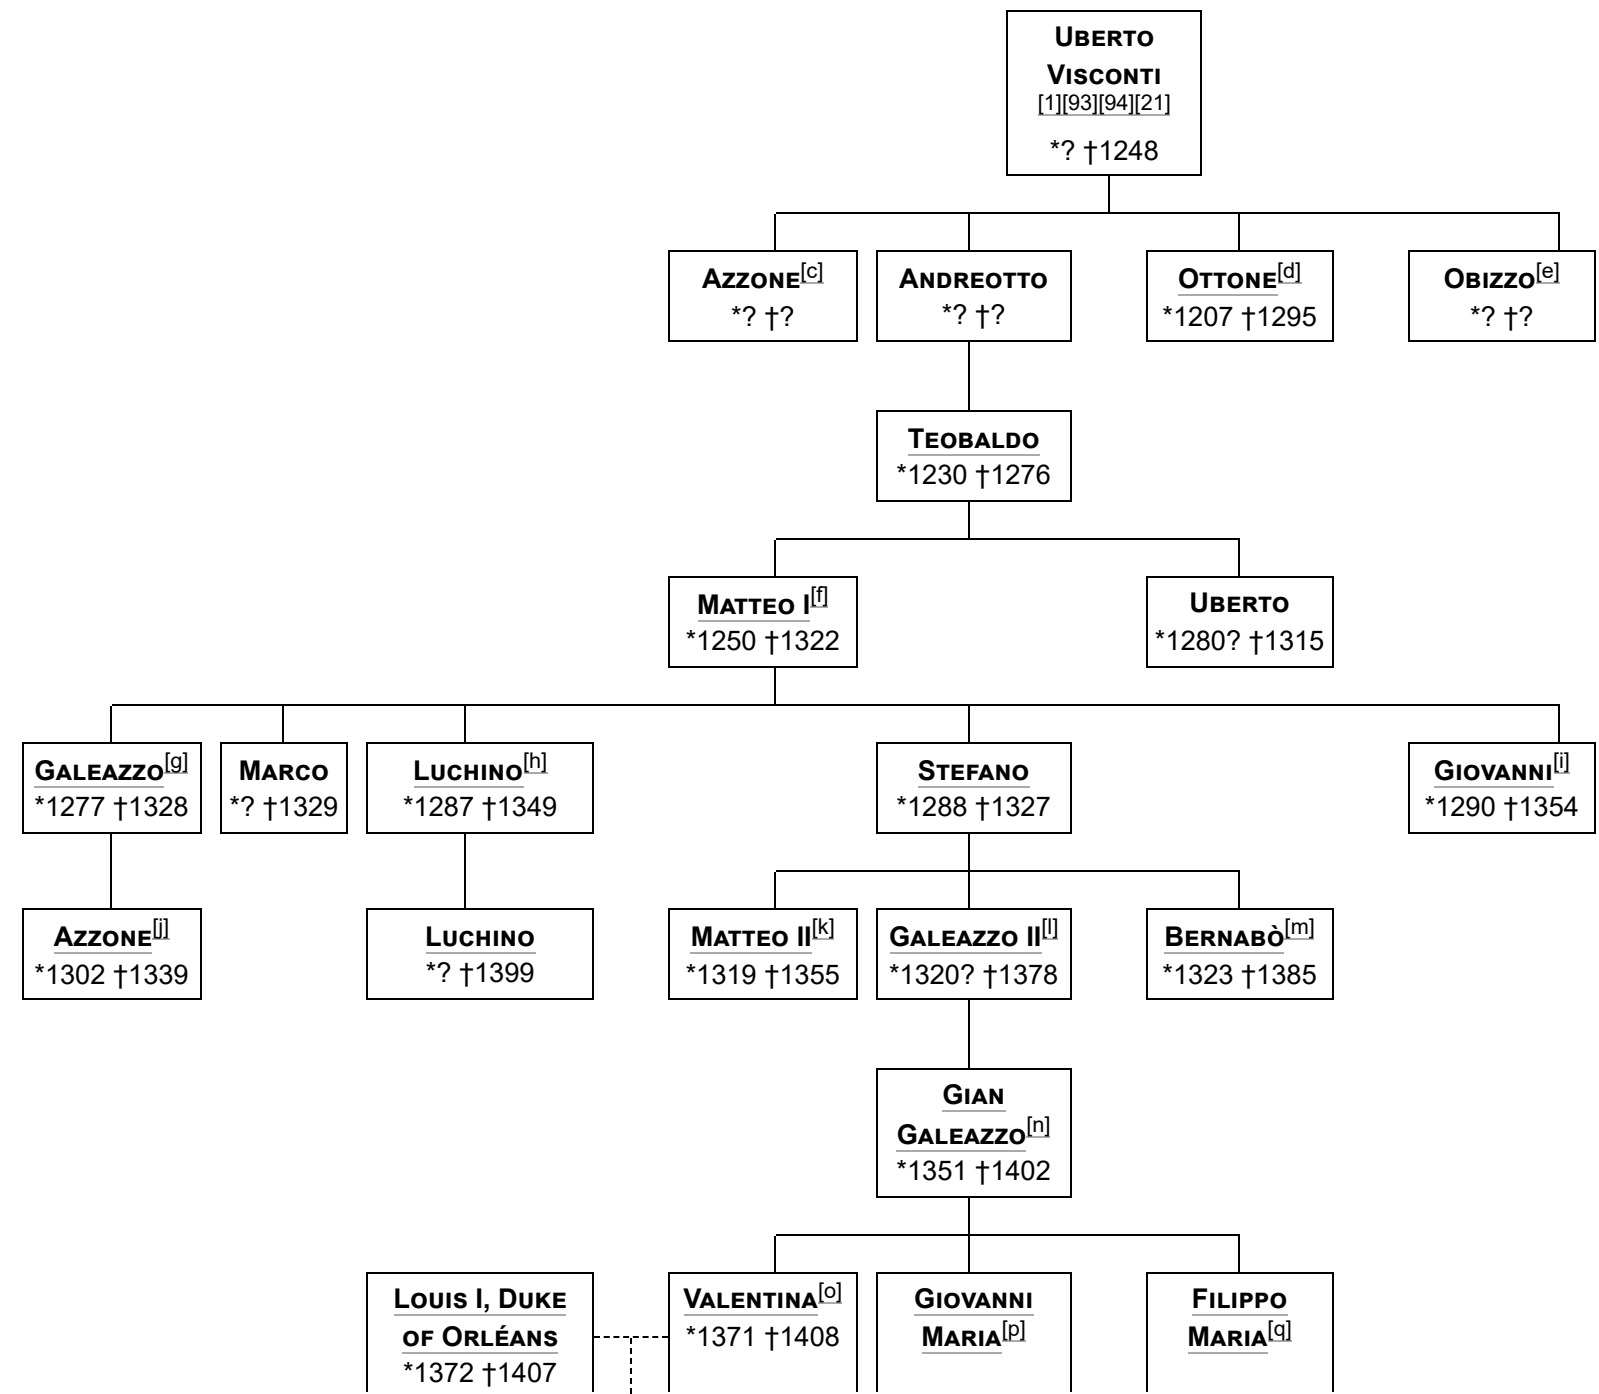 Uberto
Visconti
[1][93][94][21]
*? †1248
Azzone[c]
*? †?
Andreotto
*? †?
Ottone[d]
*1207 †1295
Obizzo[e]
*? †?
Teobaldo
*1230 †1276
Matteo I[f]
*1250 †1322
Uberto
*1280? †1315
Galeazzo[g]
*1277 †1328
Marco
*? †1329
Luchino[h]
*1287 †1349
Stefano
*1288 †1327
Giovanni[i]
*1290 †1354
Azzone[j]
*1302 †1339
Luchino
*? †1399
Matteo II[k]
*1319 †1355
Galeazzo II[l]
*1320? †1378
Bernabò[m]
*1323 †1385
Gian
Galeazzo[n]
*1351 †1402
Louis I, Duke
of Orléans
*1372 †1407
Valentina[o]
*1371 †1408
Giovanni
Maria[p]
Filippo
Maria[q]